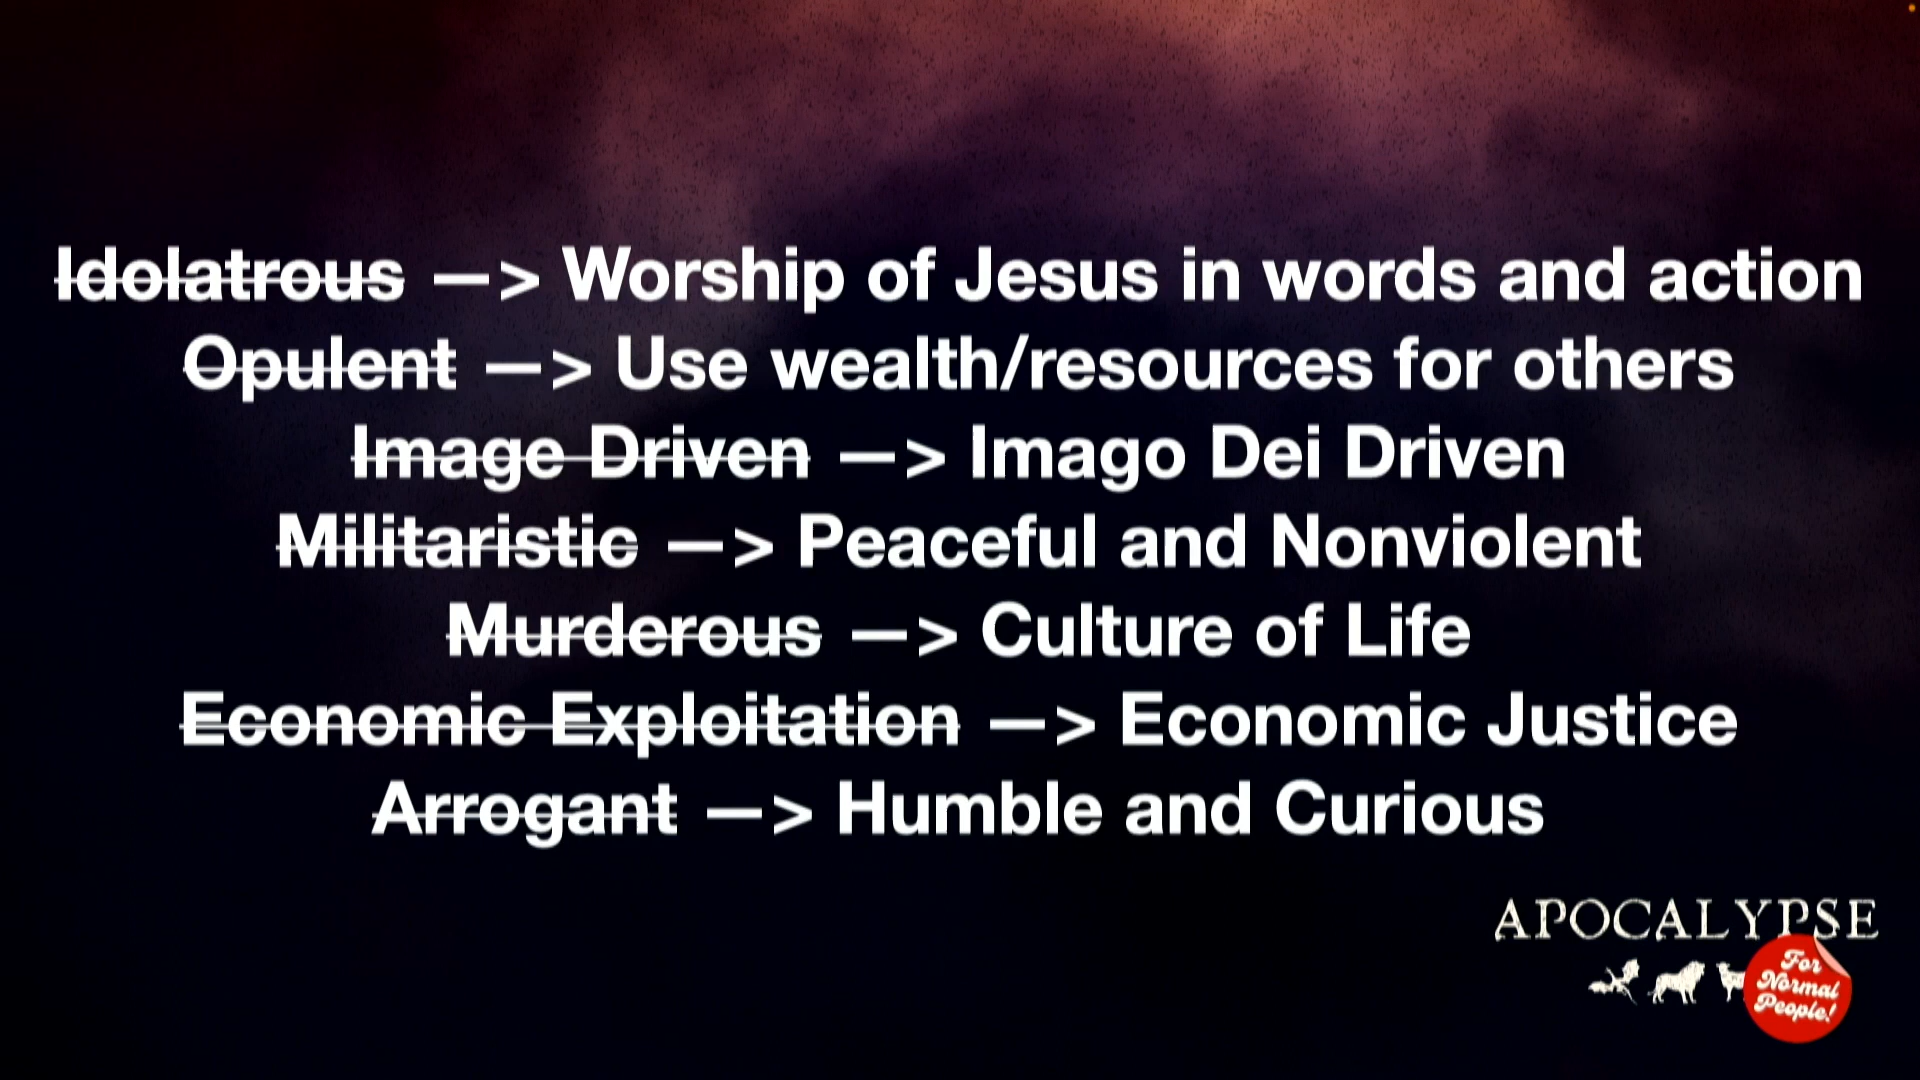 Idolatrous —> Worship of Jesus in words and action
Opulent —> Use wealth/resources for others
Image Driven —> Imago Dei Driven
Militaristic —> Peaceful and Nonviolent
Murderous —> Culture of Life
Economic Exploitation —> Economic Justice
Arrogant —> Humble and Curious
APOCALYPSE
For
Normal
People!